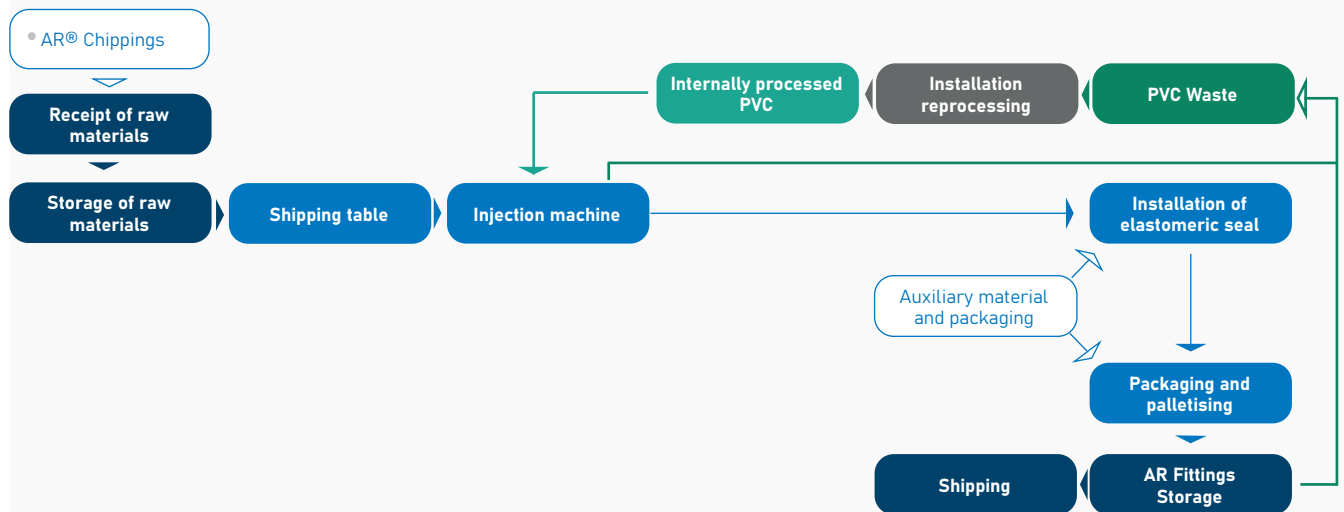 AR® Chippings
Receipt of raw
materials
Storage of raw
materials
Shipping table
Injection machine
Internally processed
PVC
Installation
reprocessing
PVC Waste
Installation of
elastomeric seal
Auxiliary material
and packaging
Packaging and
palletising
AR Fittings
Storage
Shipping